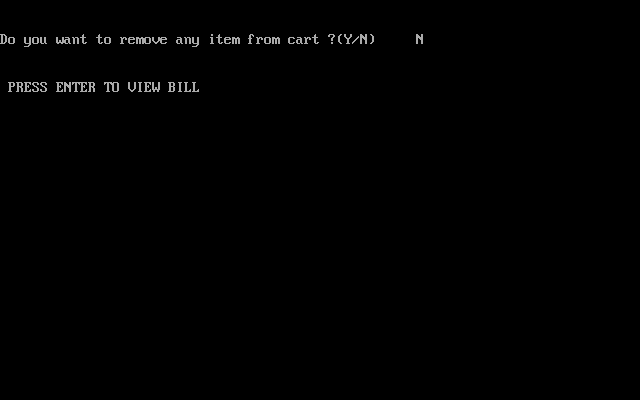 Do you want to remove any item from cart ?(Y/N)     N
PRESS ENTER TO VIEW BILL